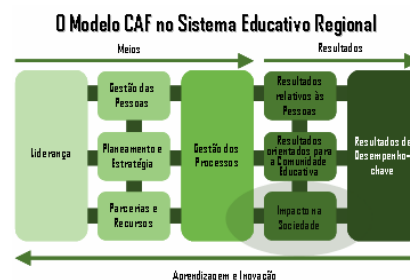 O Modelo CAF no Sistema Educativo Regional
Meios
Resultados
Liderança
Gestão das
Pessoas
Planeamento e
Estratégia
Parcerias e
Recursos
Gestão dos
Processos
Resultados
relativos às
Pessoas
Resultados
orientados para
a Comunidade
Educativa
Impacto na
Sociedade
Resultados de
Desempenho-
chave
Aprendizagem e Inovação